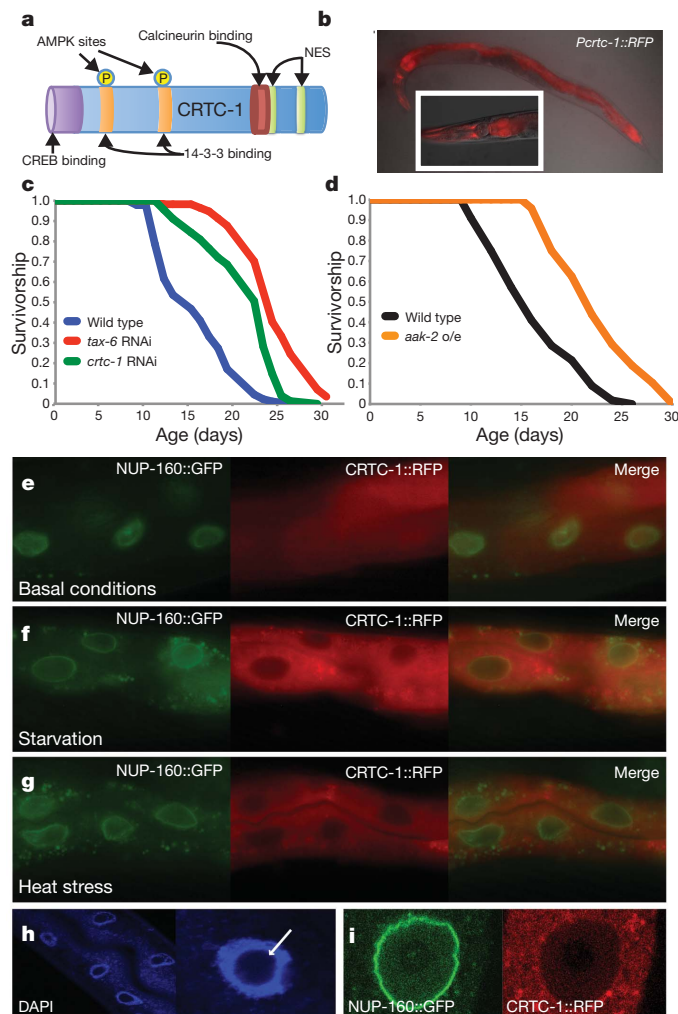 a
AMPK sites
Calcineurin binding
NES
P
P
CRTC-1
CREB binding
14-3-3 binding
b
Pcrtc-1::RFP
c
1.0
0.9
0.8
0.7
0.6
0.5
0.4
0.3
0.2
0.1
0
Survivorship
Wild type
tax-6 RNAi
crtc-1 RNAi
0 5 10 15 20 25 30
Age (days)
d
1.0
0.9
0.8
0.7
0.6
0.5
0.4
0.3
0.2
0.1
0
Survivorship
Wild type
aak-2 o/e
0 5 10 15 20 25 30
Age (days)
e
NUP-160::GFP
CRTC-1::RFP
Merge
Basal conditions
f
NUP-160::GFP
CRTC-1::RFP
Merge
Starvation
g
NUP-160::GFP
CRTC-1::RFP
Merge
Heat stress
h
DAPI
i
NUP-160::GFP
CRTC-1::RFP